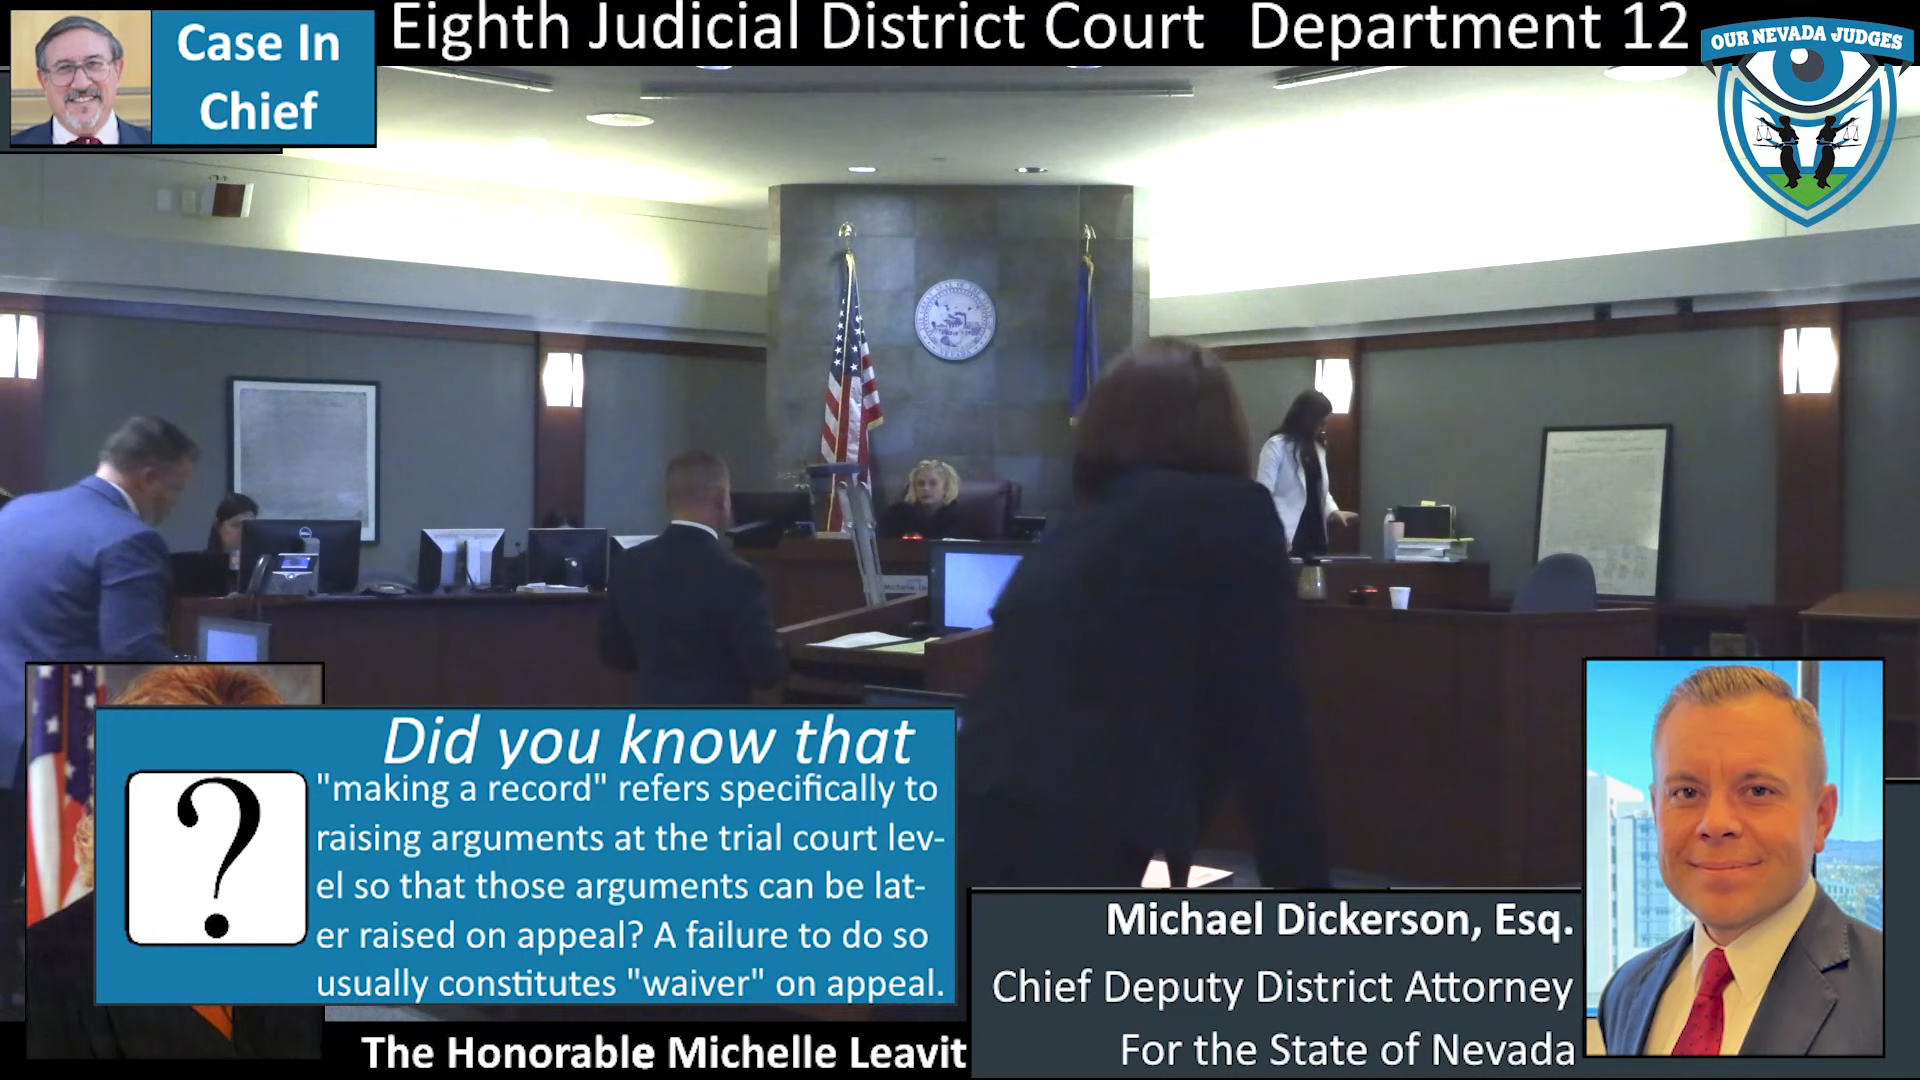 Case In
Chief
Eighth Judicial District Court Department 12
OUR NEVADA JUDGES
Did you know that
?
"making a record" refers specifically to
raising arguments at the trial court lev-
el so that those arguments can be lat-
er raised on appeal? A failure to do so
usually constitutes "waiver" on appeal.
The Honorable Michelle Leavit
Michael Dickerson, Esq.
Chief Deputy District Attorney
For the State of Nevada